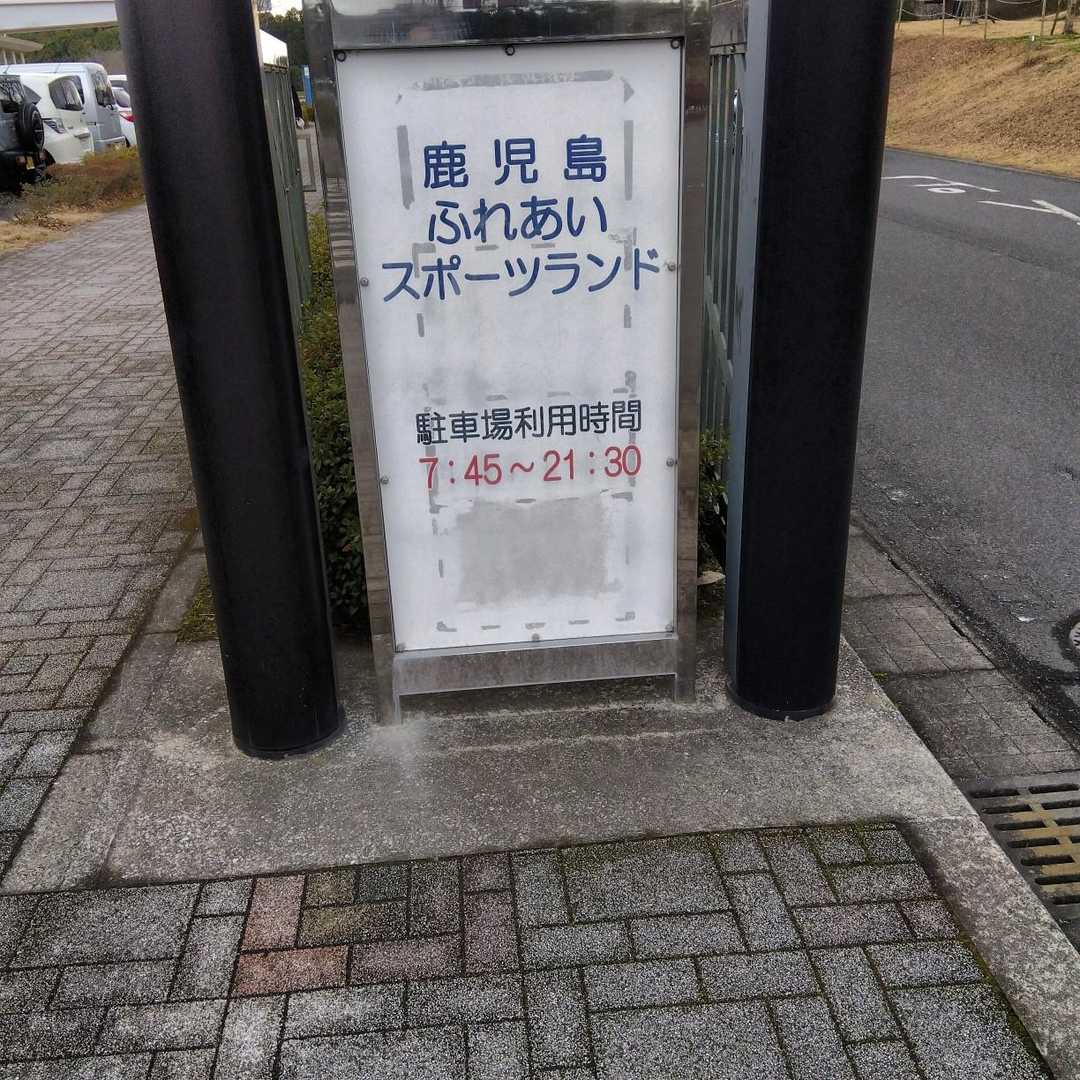 鹿児島
ふれあい
スポーツランド
駐車場利用時間
7:45～21:30